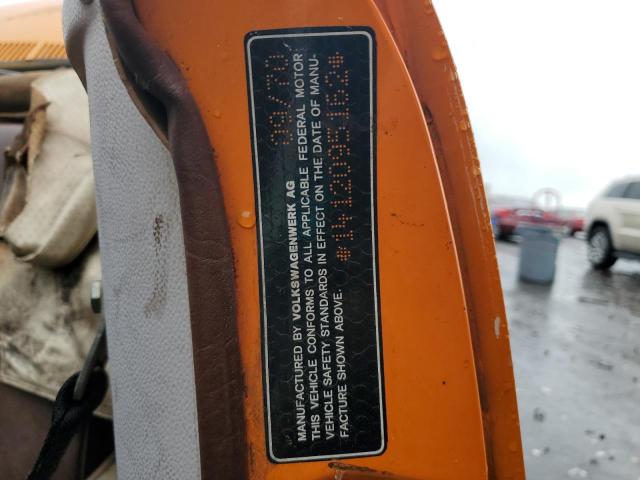 MANUFACTURED BY VOLKSWAGENWERK AG 09/70
THIS VEHICLE CONFORMS TO ALL APPLICABLE FEDERAL MOTOR
VEHICLE SAFETY STANDARDS IN EFFECT ON THE DATE OF MANU-
FACTURE SHOWN ABOVE. *1412095162*